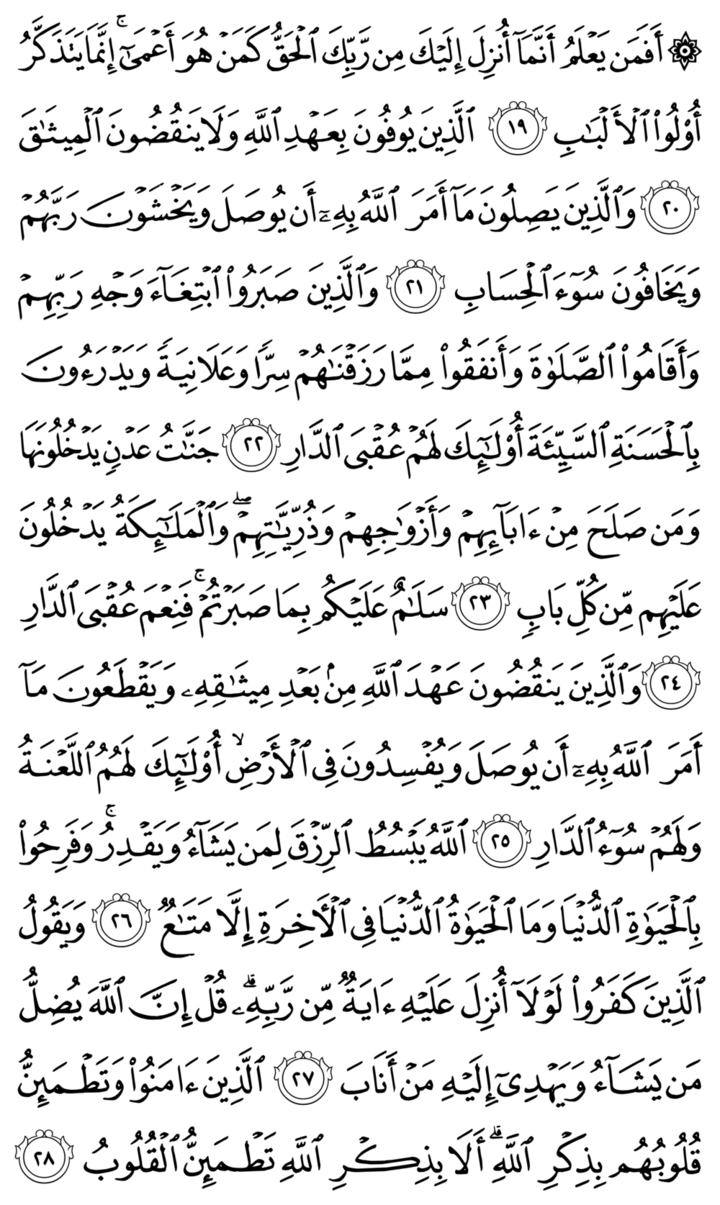 ۞ أَفَمَن يَعۡلَمُ أَنَّمَآ أُنزِلَ إِلَيۡكَ مِن رَّبِّكَ ٱلۡحَقُّ كَمَنۡ هُوَ أَعۡمَىٰٓۚ إِنَّمَا يَتَذَكَّرُ
أُوْلُواْ ٱلۡأَلۡبَٰبِ ١٩ ٱلَّذِينَ يُوفُونَ بِعَهۡدِ ٱللَّهِ وَلَا يَنقُضُونَ ٱلۡمِيثَٰقَ
٢٠ وَٱلَّذِينَ يَصِلُونَ مَآ أَمَرَ ٱللَّهُ بِهِۦٓ أَن يُوصَلَ وَيَخۡشَوۡنَ رَبَّهُمۡ
وَيَخَافُونَ سُوٓءَ ٱلۡحِسَابِ ٢١ وَٱلَّذِينَ صَبَرُواْ ٱبۡتِغَآءَ وَجۡهِ رَبِّهِمۡ
وَأَقَامُواْ ٱلصَّلَوٰةَ وَأَنفَقُواْ مِمَّا رَزَقۡنَٰهُمۡ سِرّٗا وَعَلَانِيَةٗ وَيَدۡرَءُونَ
بِٱلۡحَسَنَةِ ٱلسَّيِّئَةَ أُوْلَٰٓئِكَ لَهُمۡ عُقۡبَى ٱلدَّارِ ٢٢ جَنَّٰتُ عَدۡنٖ يَدۡخُلُونَهَا
وَمَن صَلَحَ مِنۡ ءَابَآئِهِمۡ وَأَزۡوَٰجِهِمۡ وَذُرِّيَّٰتِهِمۡۖ وَٱلۡمَلَٰٓئِكَةُ يَدۡخُلُونَ
عَلَيۡهِم مِّن كُلِّ بَابٖ ٢٣ سَلَٰمٌ عَلَيۡكُم بِمَا صَبَرۡتُمۡۚ فَنِعۡمَ عُقۡبَى ٱلدَّارِ
٢٤ وَٱلَّذِينَ يَنقُضُونَ عَهۡدَ ٱللَّهِ مِنۢ بَعۡدِ مِيثَٰقِهِۦ وَيَقۡطَعُونَ مَآ
أَمَرَ ٱللَّهُ بِهِۦٓ أَن يُوصَلَ وَيُفۡسِدُونَ فِي ٱلۡأَرۡضِۙ أُوْلَٰٓئِكَ لَهُمُ ٱللَّعۡنَةُ
وَلَهُمۡ سُوٓءُ ٱلدَّارِ ٢٥ ٱللَّهُ يَبۡسُطُ ٱلرِّزۡقَ لِمَن يَشَآءُ وَيَقۡدِرُۚ وَفَرِحُواْ
بِٱلۡحَيَوٰةِ ٱلدُّنۡيَا وَمَا ٱلۡحَيَوٰةُ ٱلدُّنۡيَا فِي ٱلۡأٓخِرَةِ إِلَّا مَتَٰعٞ ٢٦ وَيَقُولُ
ٱلَّذِينَ كَفَرُواْ لَوۡلَآ أُنزِلَ عَلَيۡهِ ءَايَةٞ مِّن رَّبِّهِۦۚ قُلۡ إِنَّ ٱللَّهَ يُضِلُّ
مَن يَشَآءُ وَيَهۡدِيٓ إِلَيۡهِ مَنۡ أَنَابَ ٢٧ ٱلَّذِينَ ءَامَنُواْ وَتَطۡمَئِنُّ
قُلُوبُهُم بِذِكۡرِ ٱللَّهِۗ أَلَا بِذِكۡرِ ٱللَّهِ تَطۡمَئِنُّ ٱلۡقُلُوبُ ٢٨